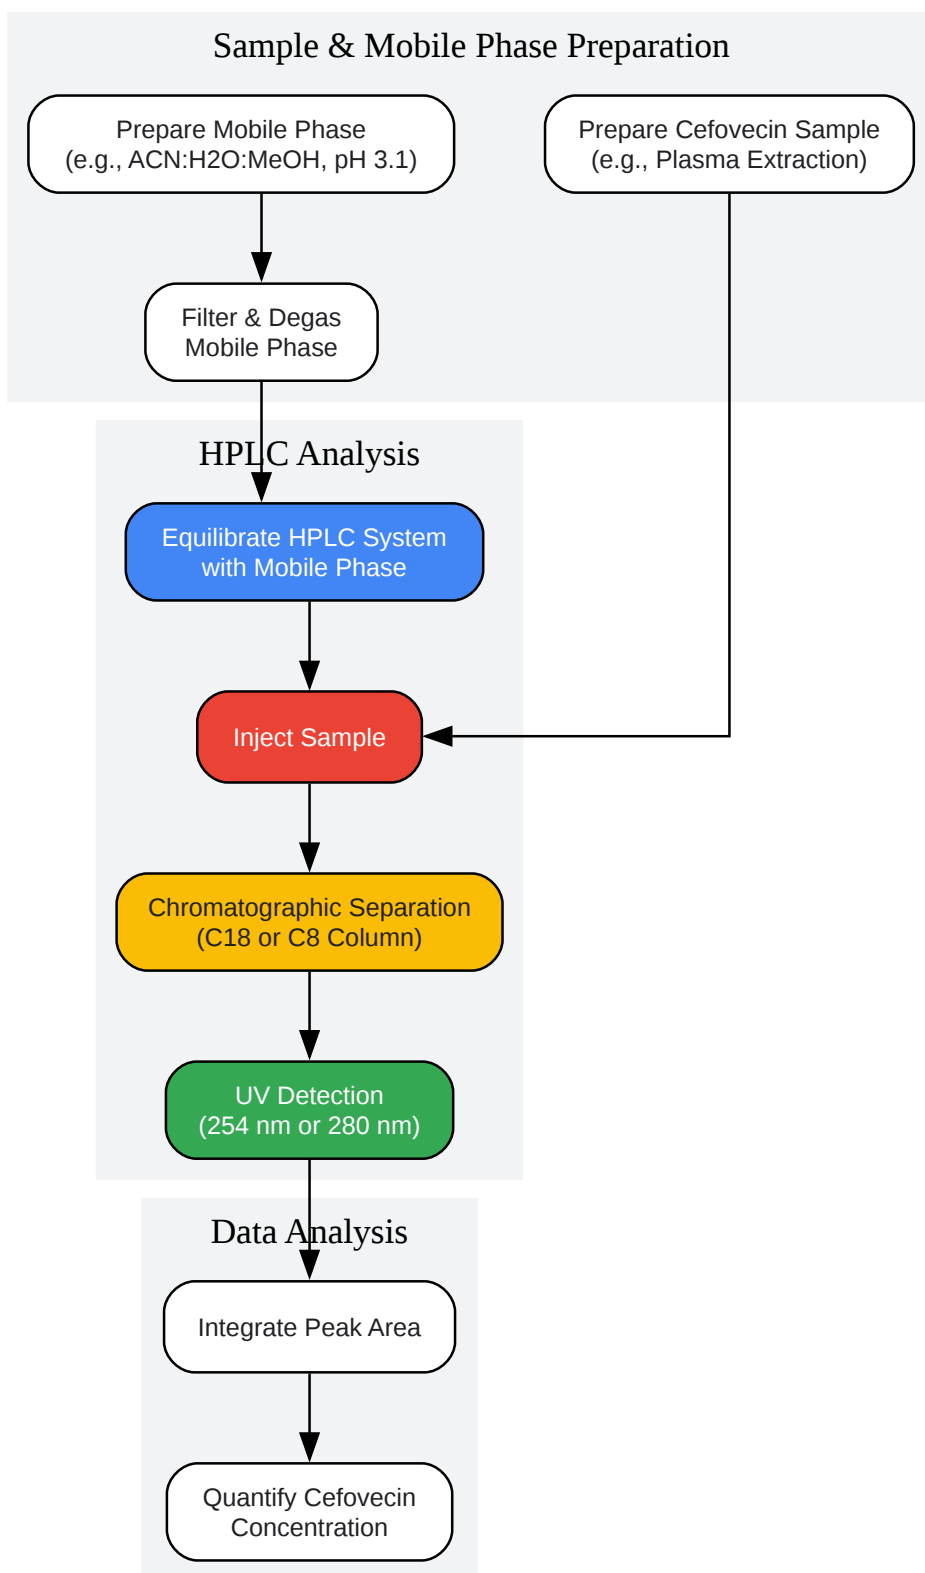 Sample & Mobile Phase Preparation
Prepare Mobile Phase
(e.g., ACN:H2O:MeOH, pH 3.1)
Prepare Cefovecin Sample
(e.g., Plasma Extraction)
Filter & Degas
Mobile Phase
HPLC Analysis
Equilibrate HPLC System
with Mobile Phase
Inject Sample
Chromatographic Separation
(C18 or C8 Column)
UV Detection
(254 nm or 280 nm)
Data Analysis
Integrate Peak Area
Quantify Cefovecin
Concentration